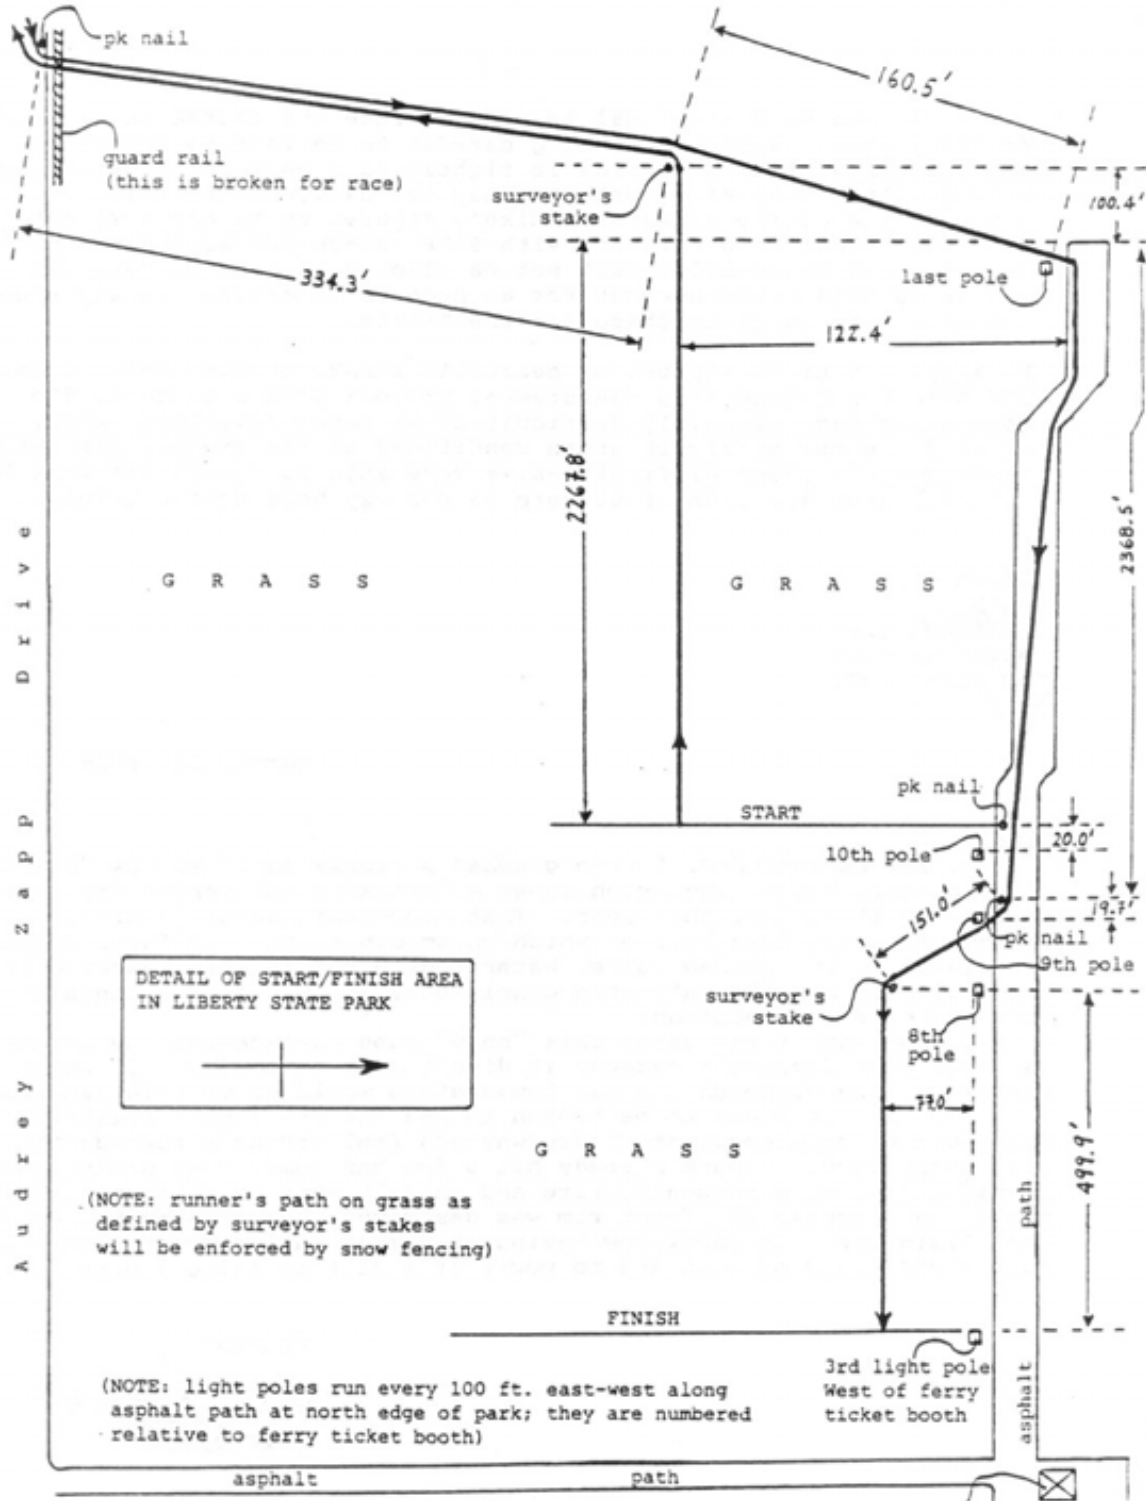 pk nail
160.5'
guard rail
(this is broken for race)
surveyor's
stake
100.4'
334.3'
last pole
122.4'
2267.8'
2368.5'
G R A S S
G R A S S
Audrey Zapp Drive
pk nail
START
20.0'
10th pole
151.0'
19.7'
pk nail
9th pole
DETAIL OF START/FINISH AREA
IN LIBERTY STATE PARK
surveyor's
stake
8th
pole
77.0'
G R A S S
499.9'
(NOTE: runner's path on grass as
defined by surveyor's stakes
will be enforced by snow fencing)
FINISH
3rd light pole
West of ferry
ticket booth
(NOTE: light poles run every 100 ft. east-west along
asphalt path at north edge of park; they are numbered
relative to ferry ticket booth)
asphalt path
asphalt path